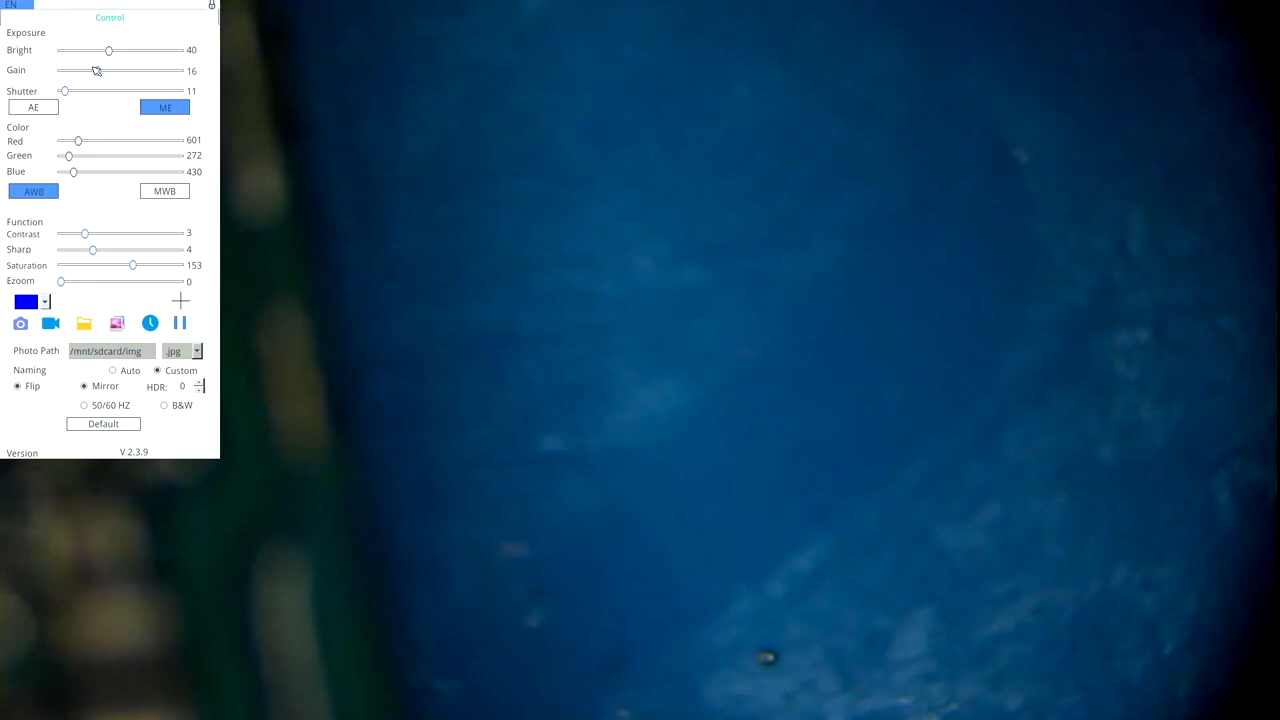 EN
Control
Exposure
Bright 40
Gain 16
Shutter 11
AE ME
Color
Red 601
Green 272
Blue 430
AWB MWB
Function
Contrast 3
Sharp 4
Saturation 153
Ezoom 0
Photo Path /mnt/sdcard/img .jpg
Naming Auto Custom
Flip Mirror HDR: 0
50/60 HZ B&W
Default
Version V 2.3.9